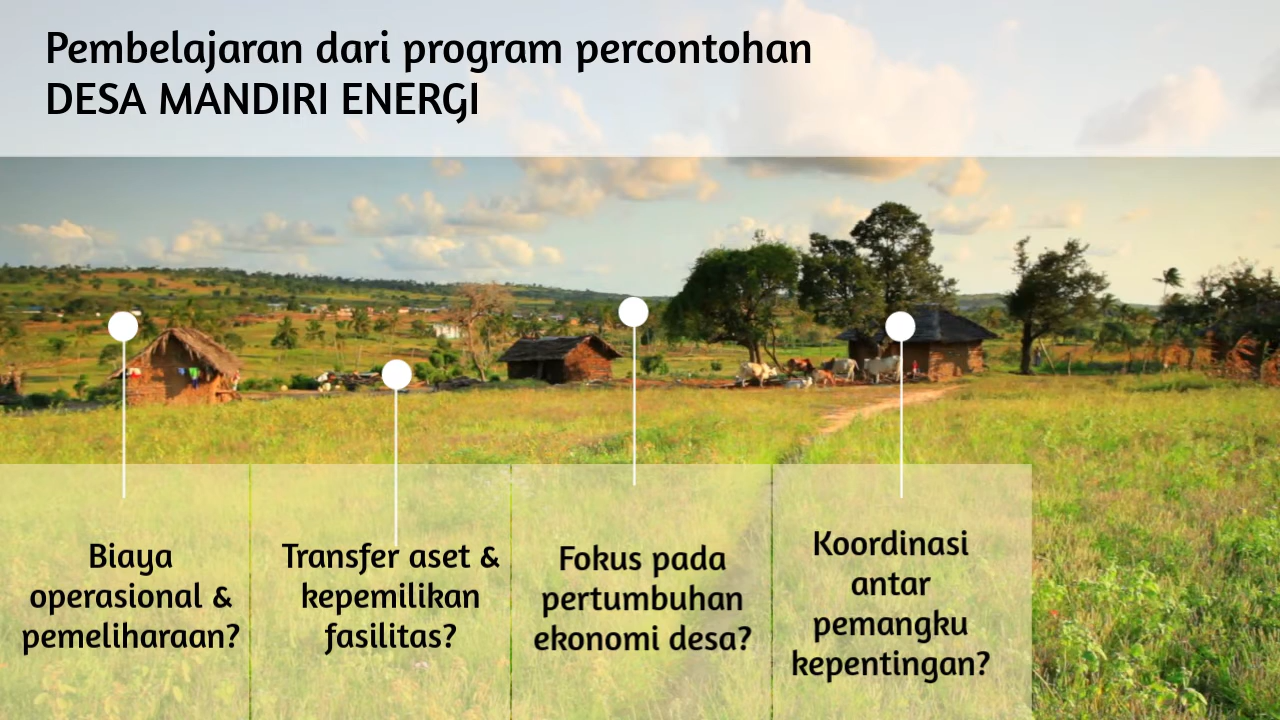 Pembelajaran dari program percontohan
DESA MANDIRI ENERGI
Biaya
operasional &
pemeliharaan?
Transfer aset &
kepemilikan
fasilitas?
Fokus pada
pertumbuhan
ekonomi desa?
Koordinasi
antar
pemangku
kepentingan?